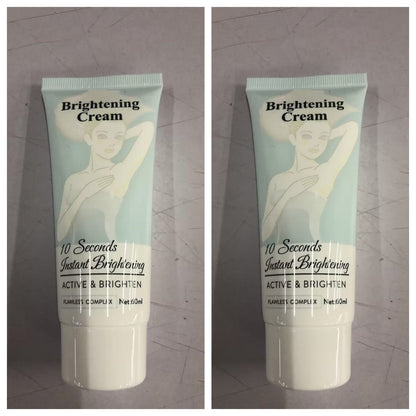 Brightening
Cream
10 Seconds
Instant Brightening
ACTIVE & BRIGHTEN
FLAWLESS COMPLEX Net:60ml
Brightening
Cream
10 Seconds
Instant Brightening
ACTIVE & BRIGHTEN
FLAWLESS COMPLEX Net:60ml